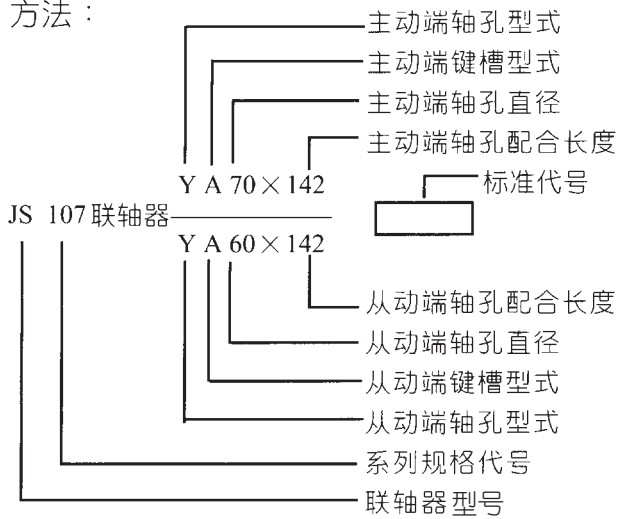 方法：
主动端轴孔型式
主动端键槽型式
主动端轴孔直径
主动端轴孔配合长度
Y A 70×142
标准代号
JS 107联轴器
Y A 60×142
从动端轴孔配合长度
从动端轴孔直径
从动端键槽型式
从动端轴孔型式
系列规格代号
联轴器型号